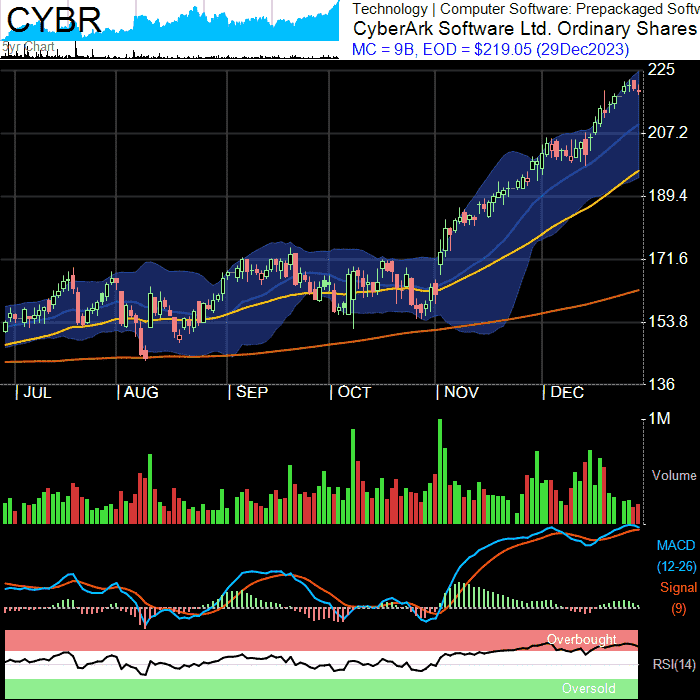 CYBR
5yr Chart
Technology | Computer Software: Prepackaged Softw
CyberArk Software Ltd. Ordinary Shares
MC = 9B, EOD = $219.05 (29Dec2023)
225
207.2
189.4
171.6
153.8
136
JUL AUG SEP OCT NOV DEC
1M
Volume
MACD
(12-26)
Signal
(9)
Overbought
RSI(14)
Oversold